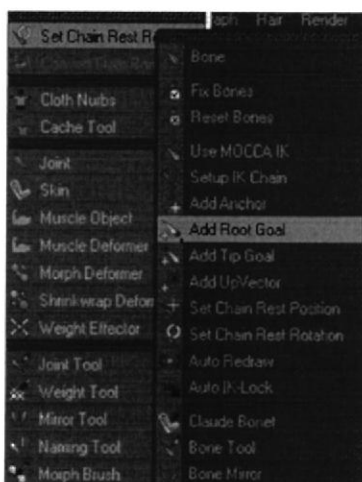 aph Hair Render
Set Chain Rest R
Cloth Nurbs
Cache Tool
Joint
Skin
Muscle Object
Muscle Deformer
Morph Deformer
Shrinkwrap Defor
Weight Effector
Joint Tool
Weight Tool
Mirror Tool
Naming Tool
Morph Brush
Bone
Fix Bones
Reset Bones
Use MOCCA IK
Setup IK Chain
Add Anchor
Add Root Goal
Add Tip Goal
Add UpVector
Set Chain Rest Position
Set Chain Rest Rotation
Auto Redraw
Auto IK-Lock
Claude Bonet
Bone Tool
Bone Mirror